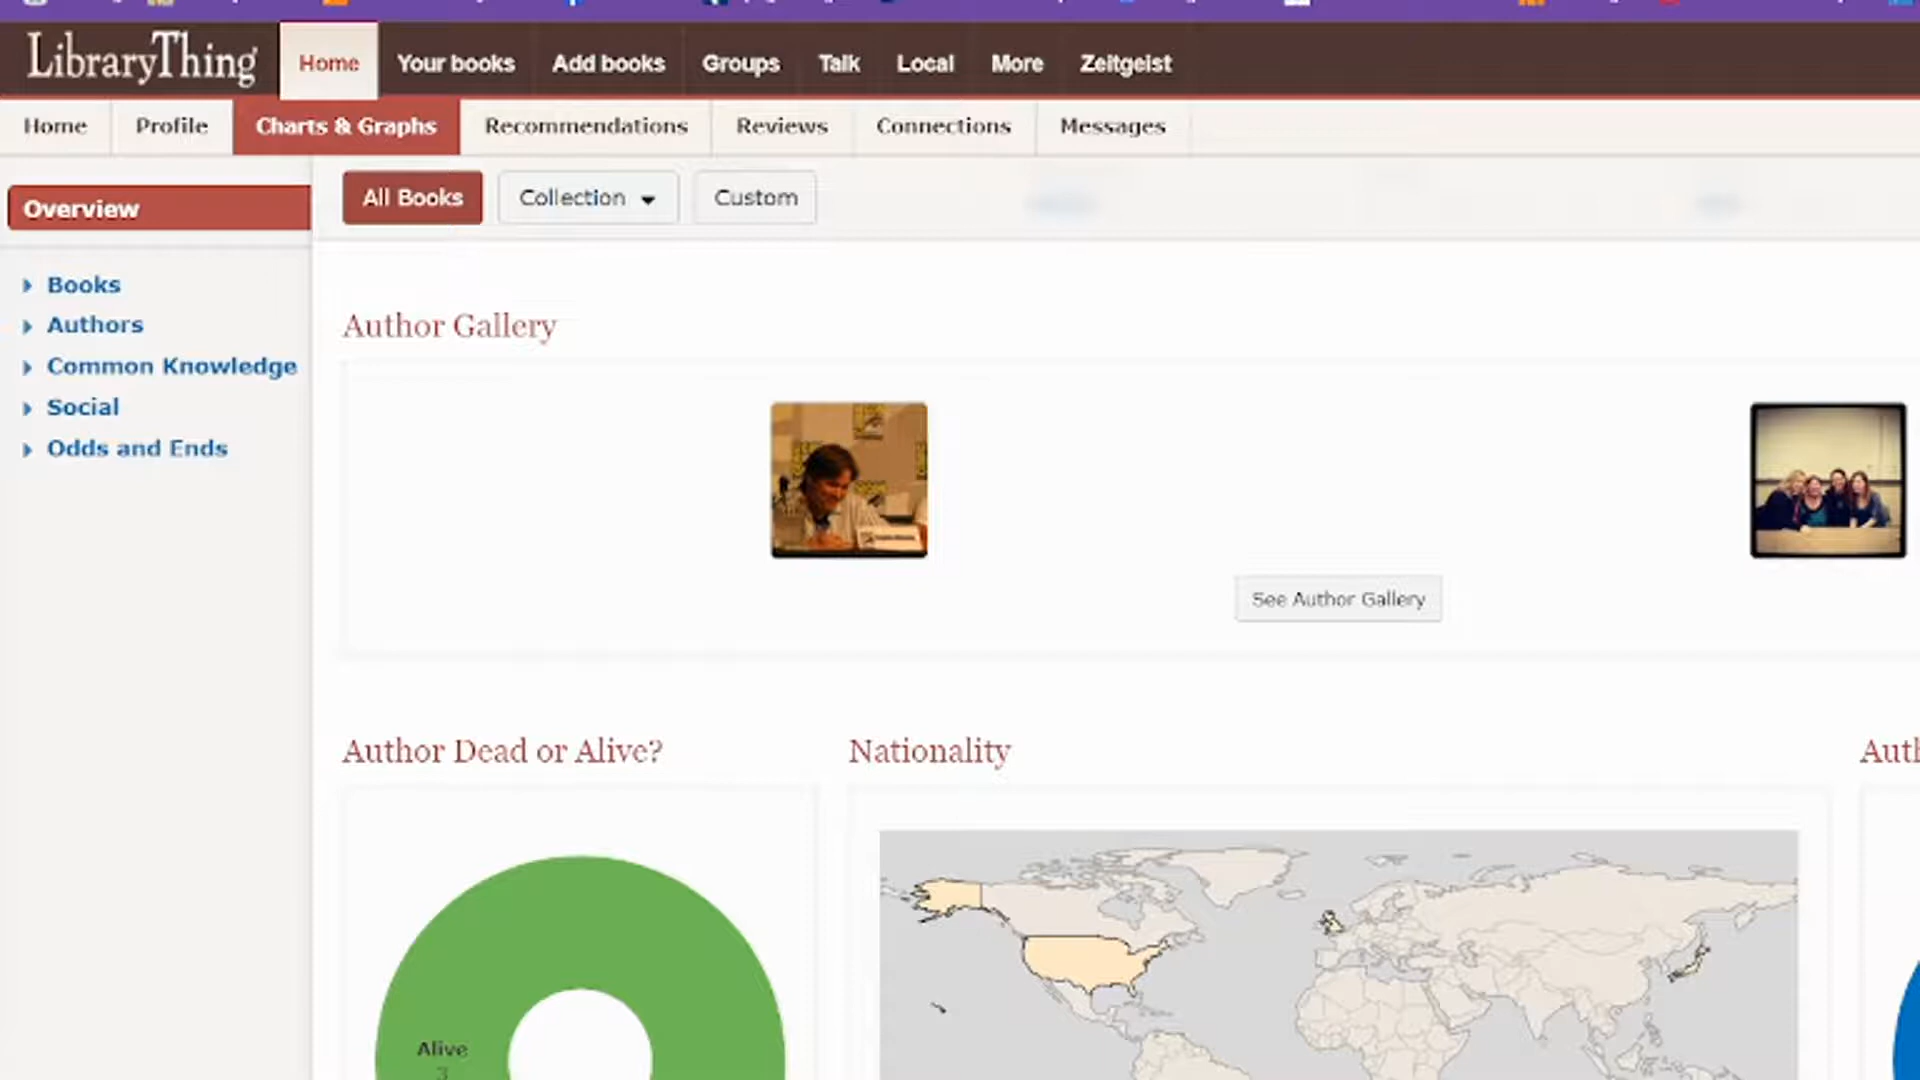 LibraryThing
Home Your books Add books Groups Talk Local More Zeitgeist
Home Profile Charts & Graphs Recommendations Reviews Connections Messages
Overview
All Books Collection Custom
Books
Authors
Common Knowledge
Social
Odds and Ends
Author Gallery
See Author Gallery
Author Dead or Alive?
Nationality
Alive
3